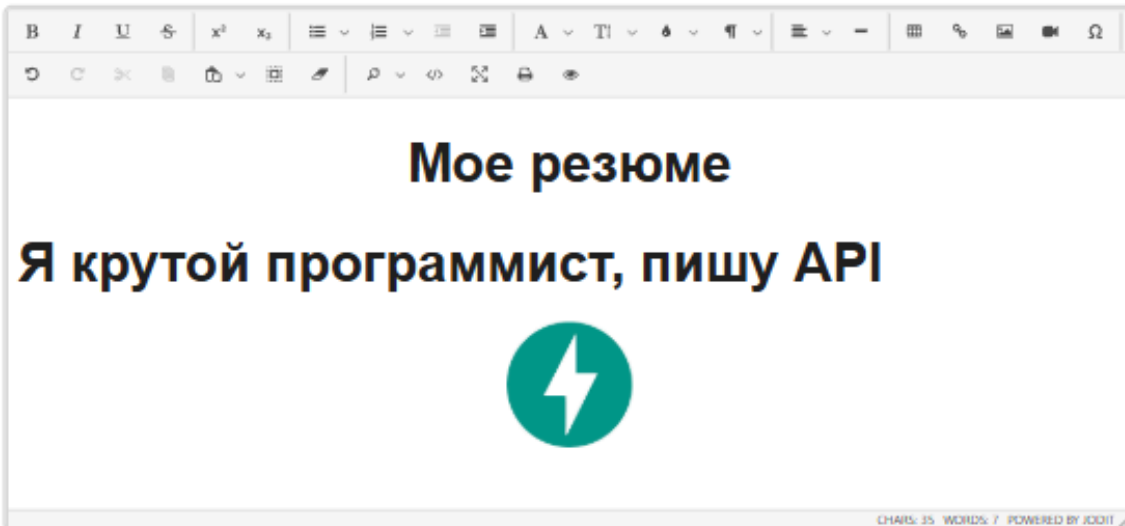 Мое резюме
Я крутой программист, пишу API
CHARS: 35 WORDS: 7 POWERED BY JODIT